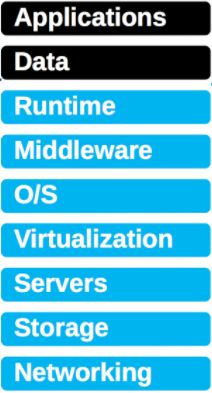 Applications
Data
Runtime
Middleware
O/S
Virtualization
Servers
Storage
Networking